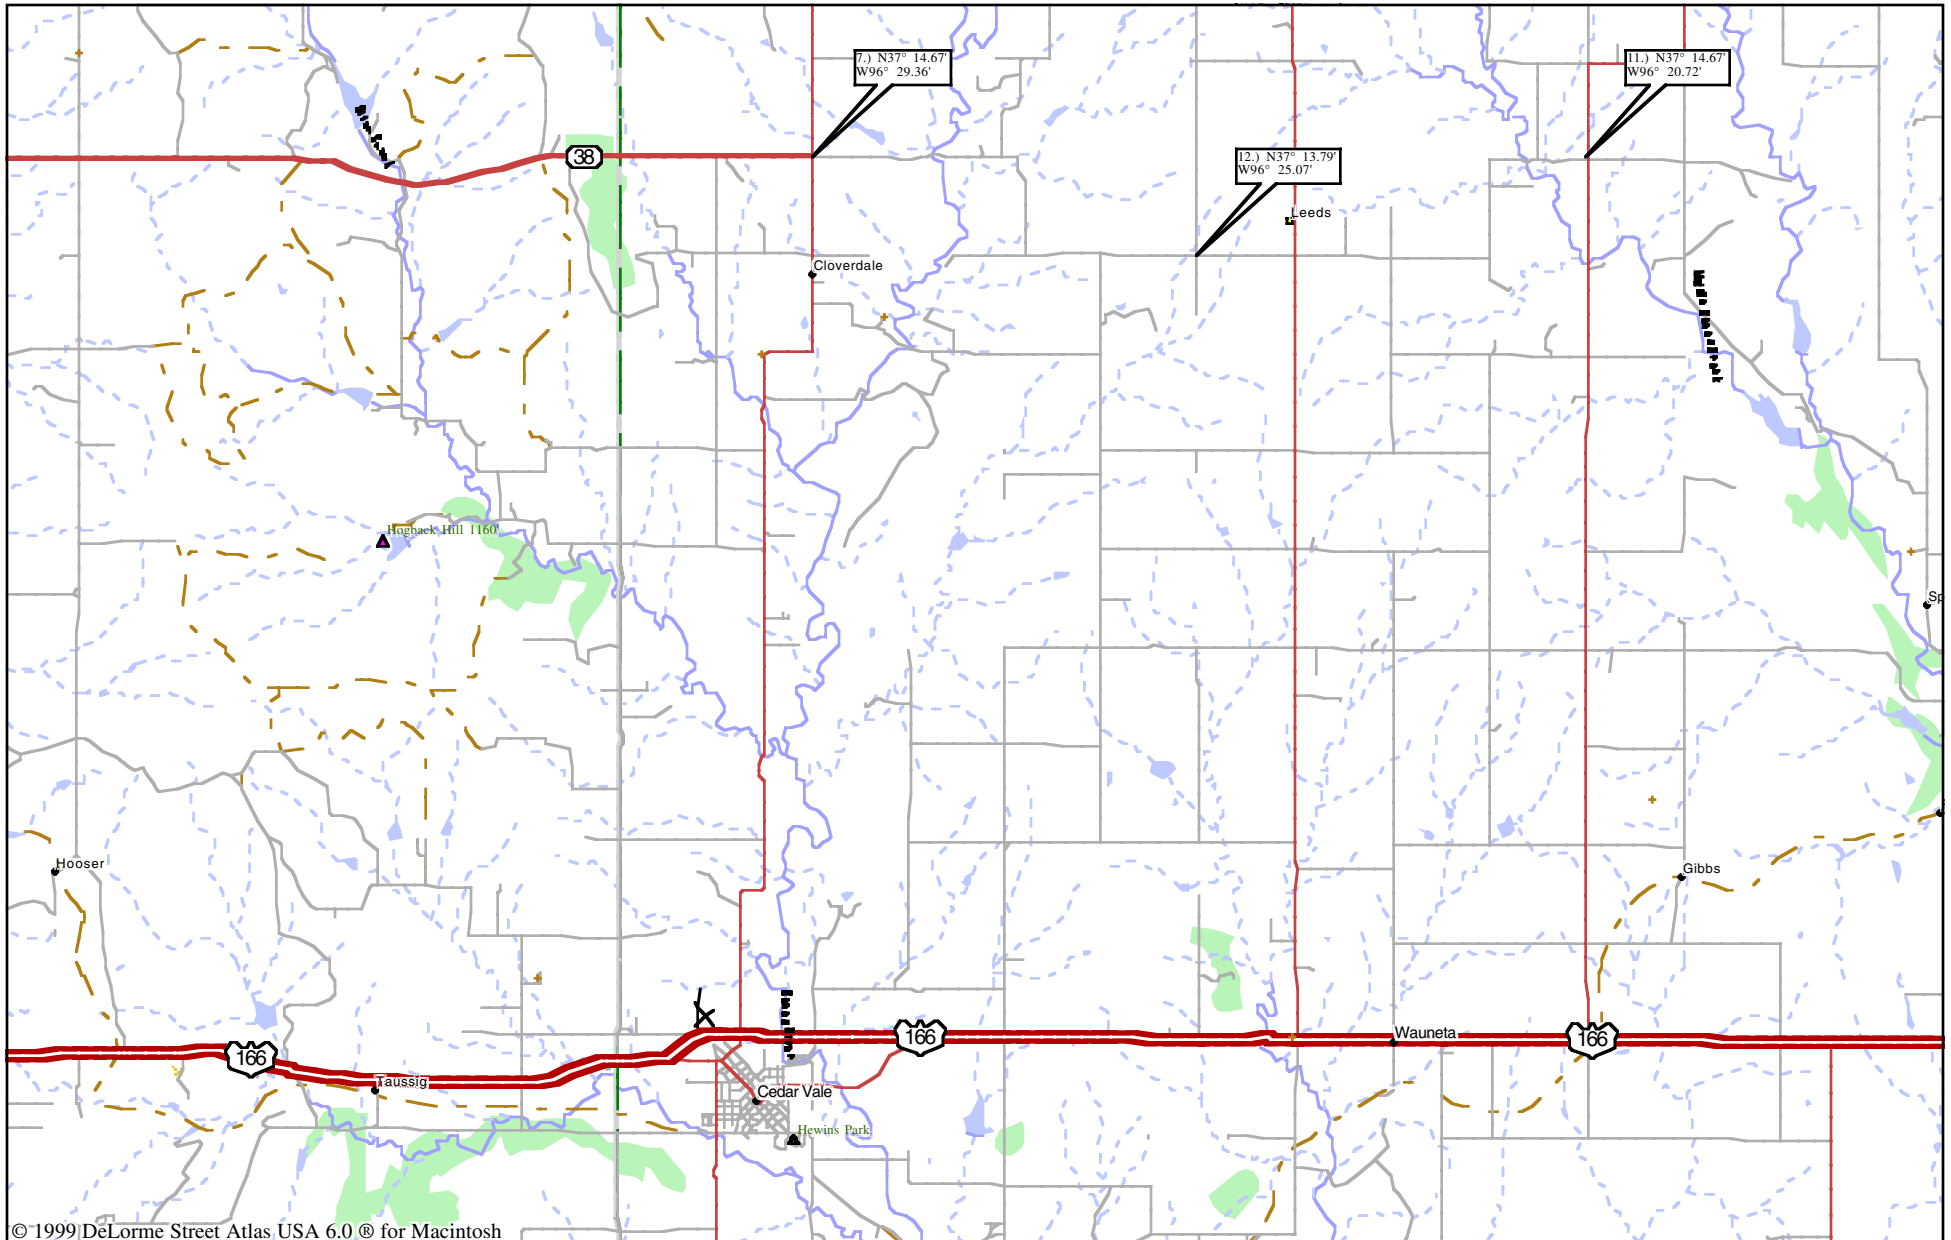 7.) N37° 14.67'
W96° 29.36'
11.) N37° 14.67'
W96° 20.72'
38
12.) N37° 13.79'
W96° 25.07'
Leeds
Cloverdale
Hogback Hill 1160'
Sp
Hooser
Gibbs
166
166
166
Wauneta
Taussig
Cedar Vale
Hewins Park
© 1999 DeLorme Street Atlas USA 6.0 ® for Macintosh